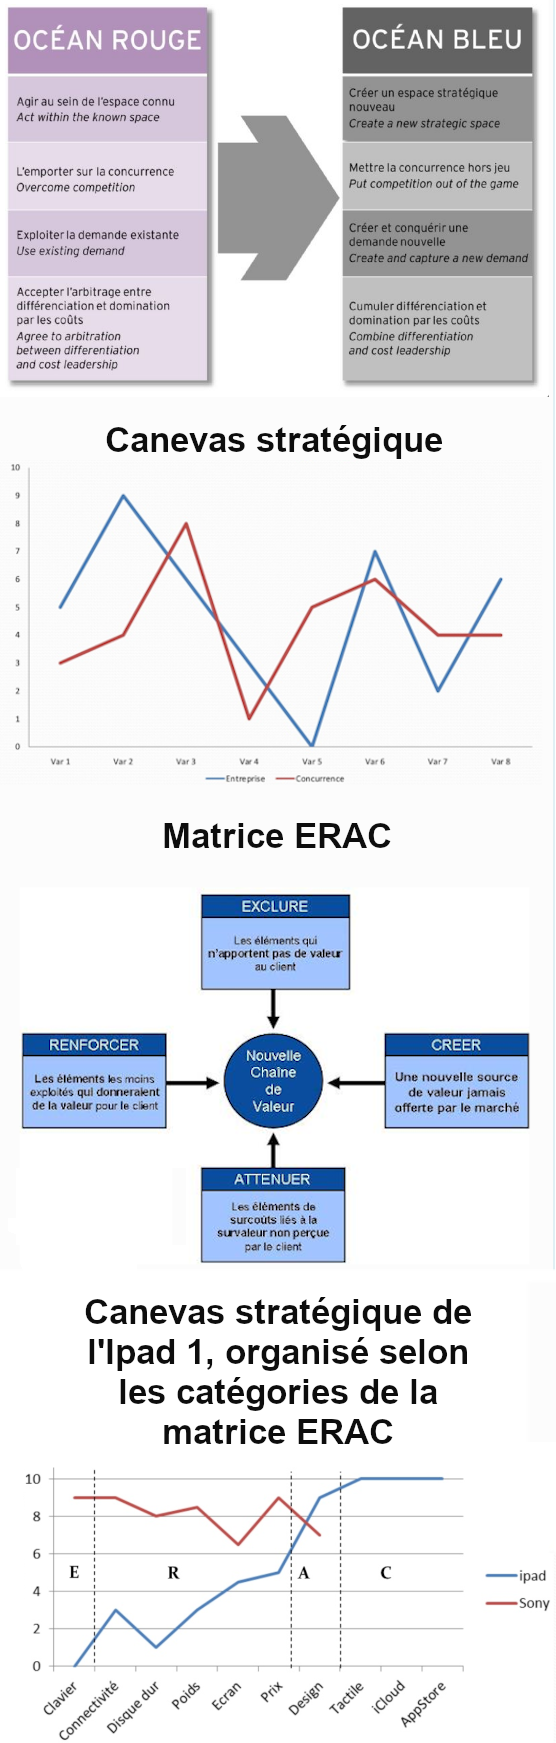 OCÉAN ROUGE
Agir au sein de l'espace connu
Act within the known space
L'emporter sur la concurrence
Overcome competition
Exploiter la demande existante
Use existing demand
Accepter l'arbitrage entre
différenciation et domination
par les coûts
Agree to arbitration
between differentiation
and cost leadership
OCÉAN BLEU
Créer un espace stratégique
nouveau
Create a new strategic space
Mettre la concurrence hors jeu
Put competition out of the game
Créer et conquérir une
demande nouvelle
Create and capture a new demand
Cumuler différenciation et
domination par les coûts
Combine differentiation
and cost leadership
Canevas stratégique
10
9
8
7
6
5
4
3
2
1
0
Var 1 Var 2 Var 3 Var 4 Var 5 Var 6 Var 7 Var 8
Entreprise Concurrence
Matrice ERAC
EXCLURE
Les éléments qui
n'apportent pas de valeur
au client
RENFORCER
Les éléments les moins
exploités qui donneraient
de la valeur pour le client
Nouvelle
Chaîne
de
Valeur
CREER
Une nouvelle source
de valeur jamais
offerte par le marché
ATTENUER
Les éléments de
surcoûts liés à la
survaleur non perçue
par le client
Canevas stratégique de
l'Ipad 1, organisé selon
les catégories de la
matrice ERAC
10
8
6
4
2
0
E R A C
ipad
Sony
Clavier
Connectivité
Disque dur
Poids
Ecran
Prix
Design
Tactile
iCloud
AppStore